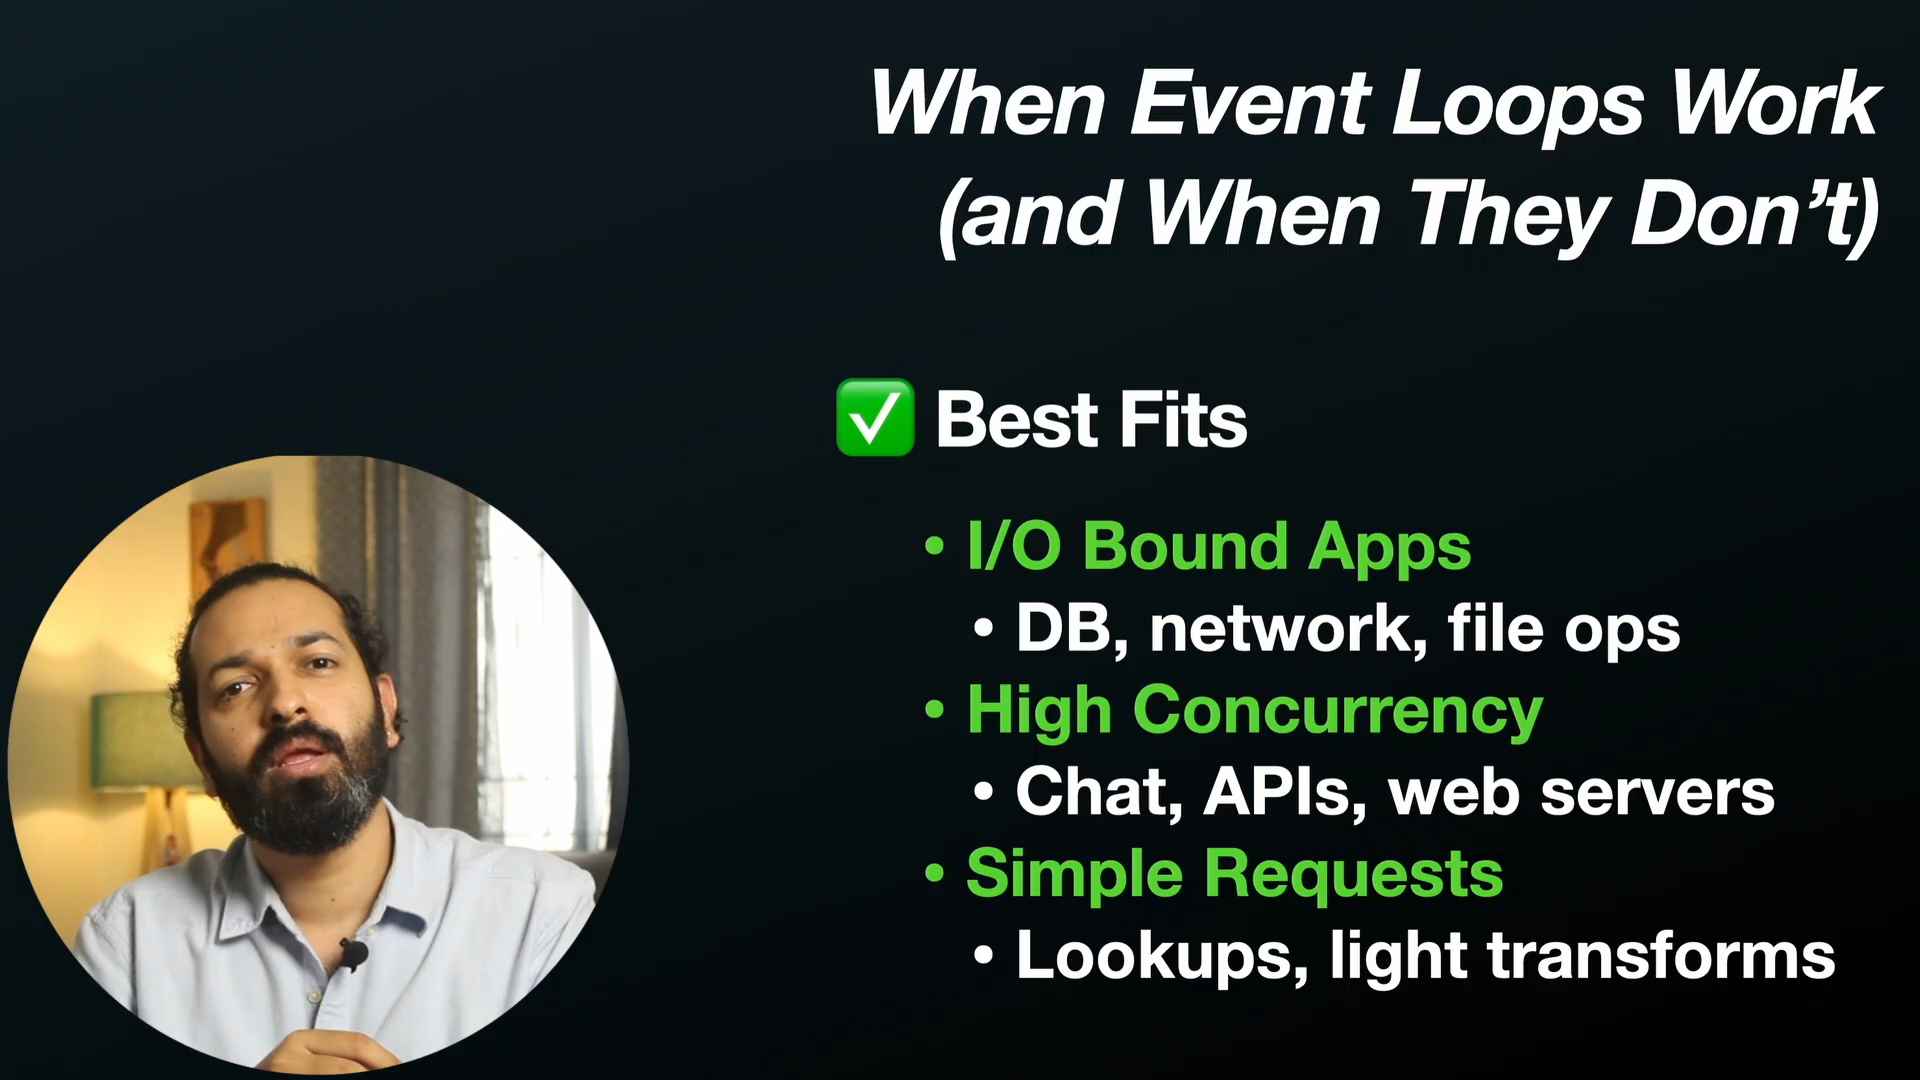 When Event Loops Work
(and When They Don’t)
✅ Best Fits
• I/O Bound Apps
• DB, network, file ops
• High Concurrency
• Chat, APIs, web servers
• Simple Requests
• Lookups, light transforms